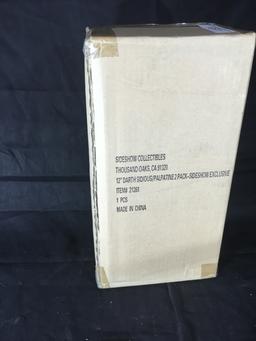 SIDESHOW COLLECTIBLES
THOUSAND OAKS, CA 91320
12" DARTH SIDIOUS/PALPATINE 2 PACK-SIDESHOW EXCLUSIVE
ITEM# 21261
1 PCS
MADE IN CHINA